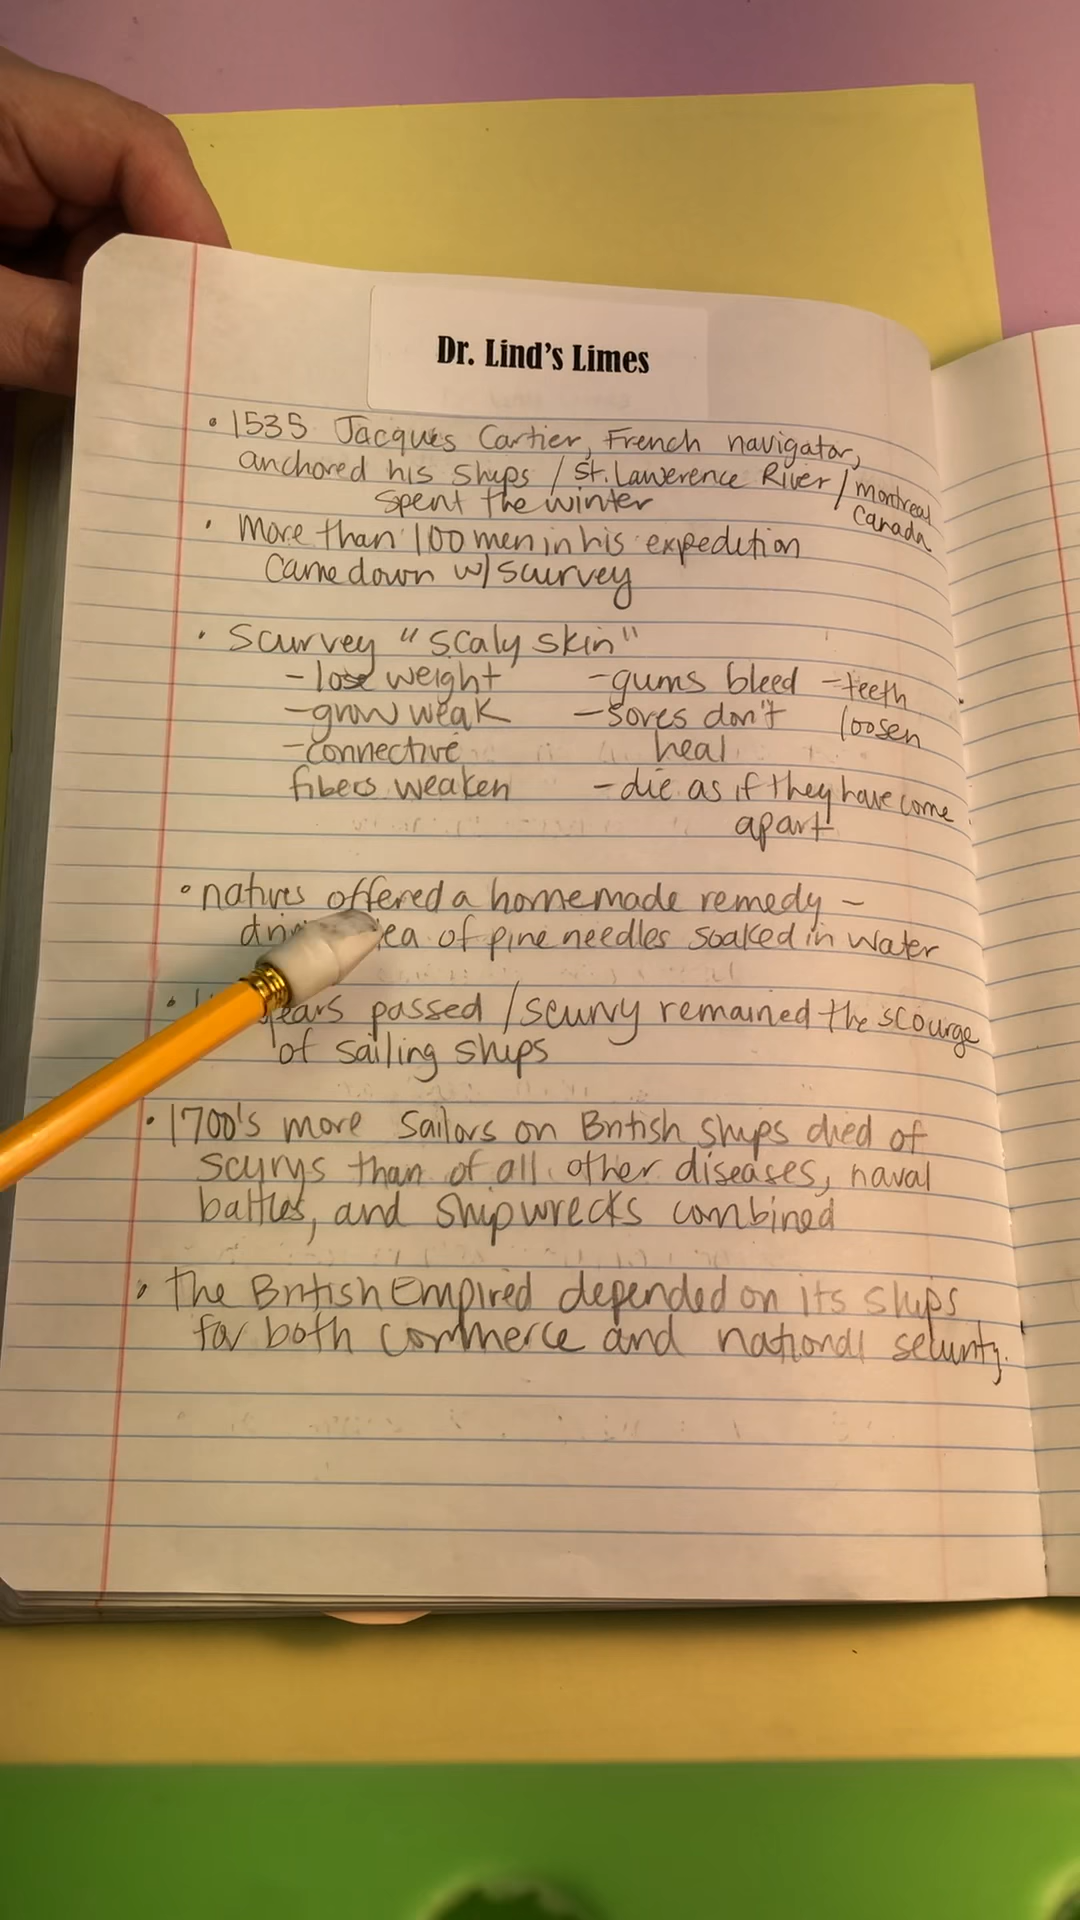 Dr. Lind's Limes
• 1535 Jacques Cartier, French navigator,
anchored his ships / St. Lawerence River / montreal
Canada
spent the winter
• More than 100 men in his expedition
came down w/ scurvey
• Scurvey "scaly skin"
- lose weight - gums bleed - teeth
loosen
- grow weak - sores don't
heal
- connective
fibers weaken - die as if they have come
apart
• natives offered a homemade remedy -
tea of pine needles soaked in water
• years passed / scurvy remained the scourge
of sailing ships
• 1700's more sailors on British ships died of
scyrys than of all other diseases, naval
battles, and shipwrecks combined
• The British Empired depended on its ships
for both commerce and national security.